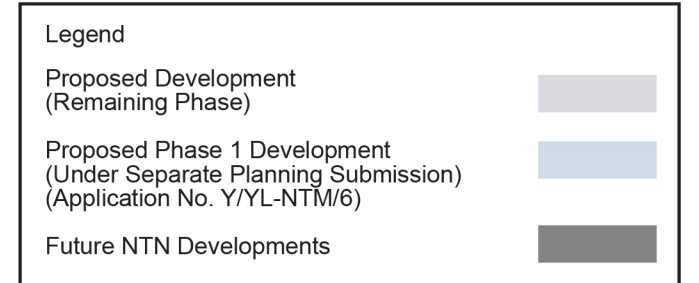 Legend
Proposed Development
(Remaining Phase)
Proposed Phase 1 Development
(Under Separate Planning Submission)
(Application No. Y/YL-NTM/6)
Future NTN Developments